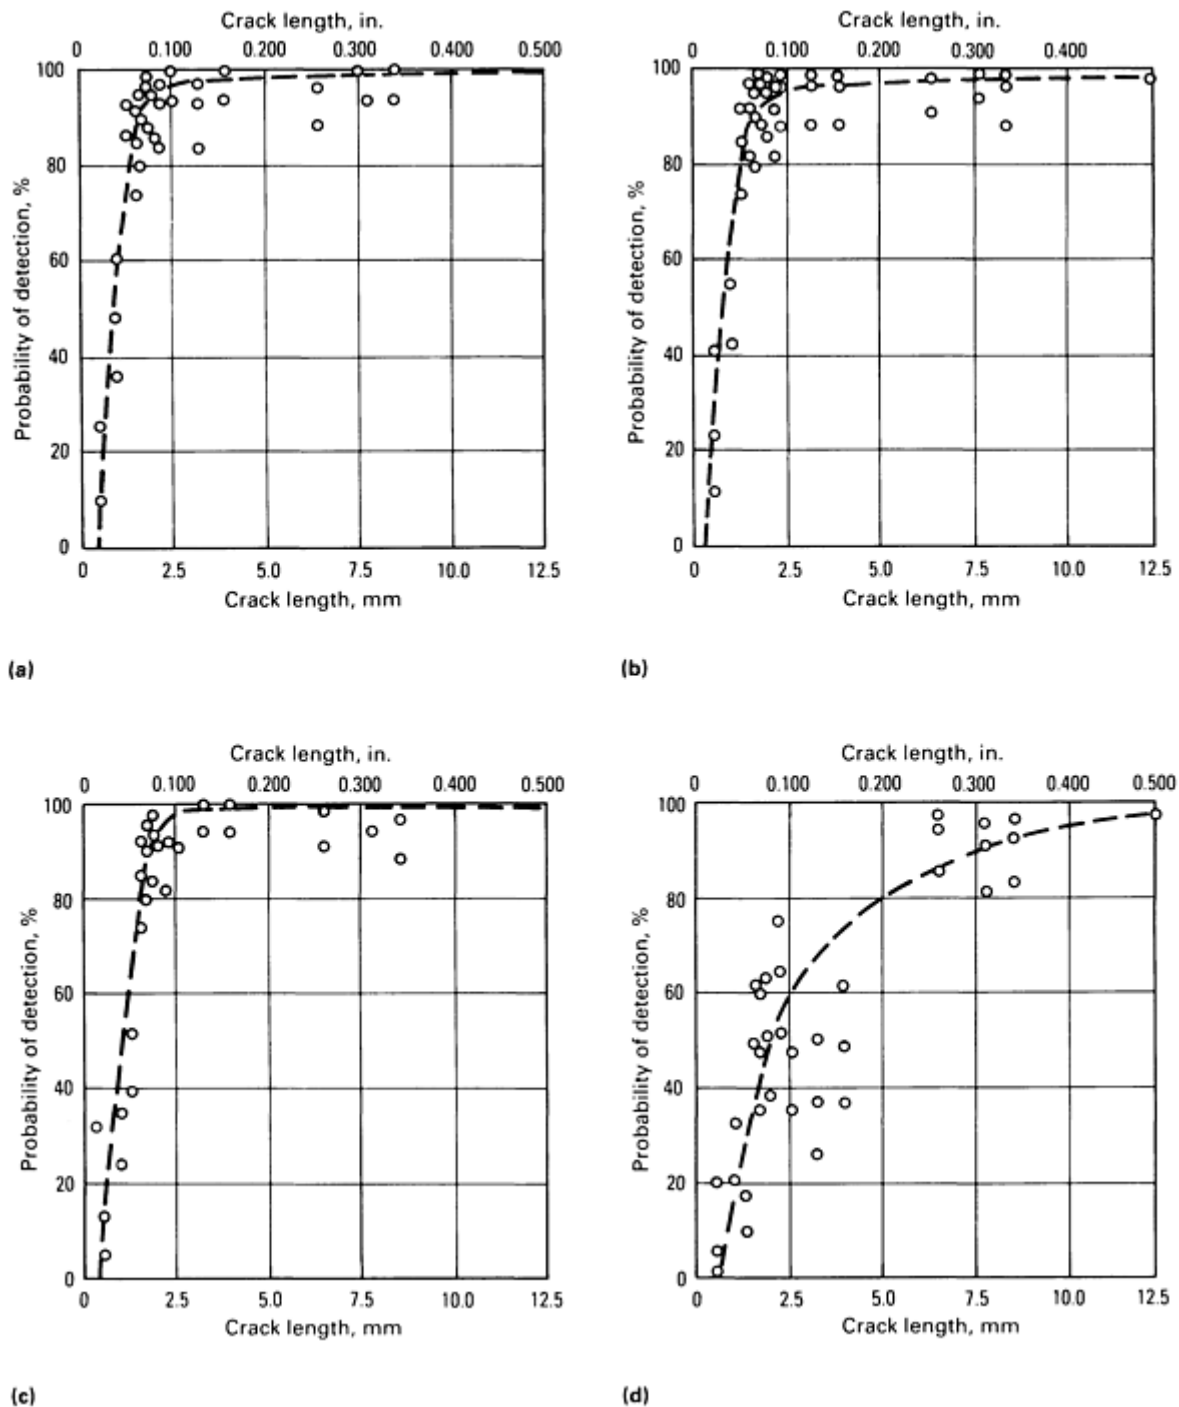 Crack length, in.
0 0.100 0.200 0.300 0.400 0.500
100
80
60
40
20
0
Probability of detection, %
0 2.5 5.0 7.5 10.0 12.5
Crack length, mm
(a)
Crack length, in.
0 0.100 0.200 0.300 0.400
100
80
60
40
20
0
Probability of detection, %
0 2.5 5.0 7.5 10.0 12.5
Crack length, mm
(b)
Crack length, in.
0 0.100 0.200 0.300 0.400 0.500
100
80
60
40
20
0
Probability of detection, %
0 2.5 5.0 7.5 10.0 12.5
Crack length, mm
(c)
Crack length, in.
0 0.100 0.200 0.300 0.400 0.500
100
80
60
40
20
0
Probability of detection, %
0 2.5 5.0 7.5 10.0 12.5
Crack length, mm
(d)